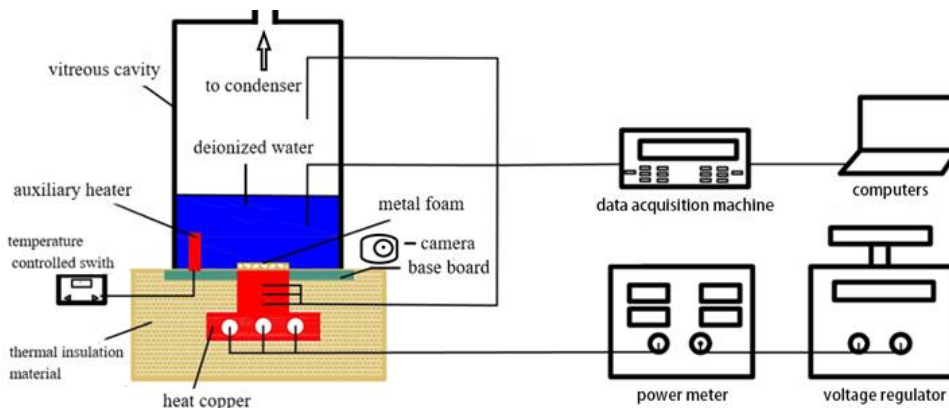 vitreous cavity
to condenser
deionized water
auxiliary heater
metal foam
temperature
controlled swith
camera
base board
thermal insulation
material
heat copper
data acquisition machine
computers
power meter
voltage regulator